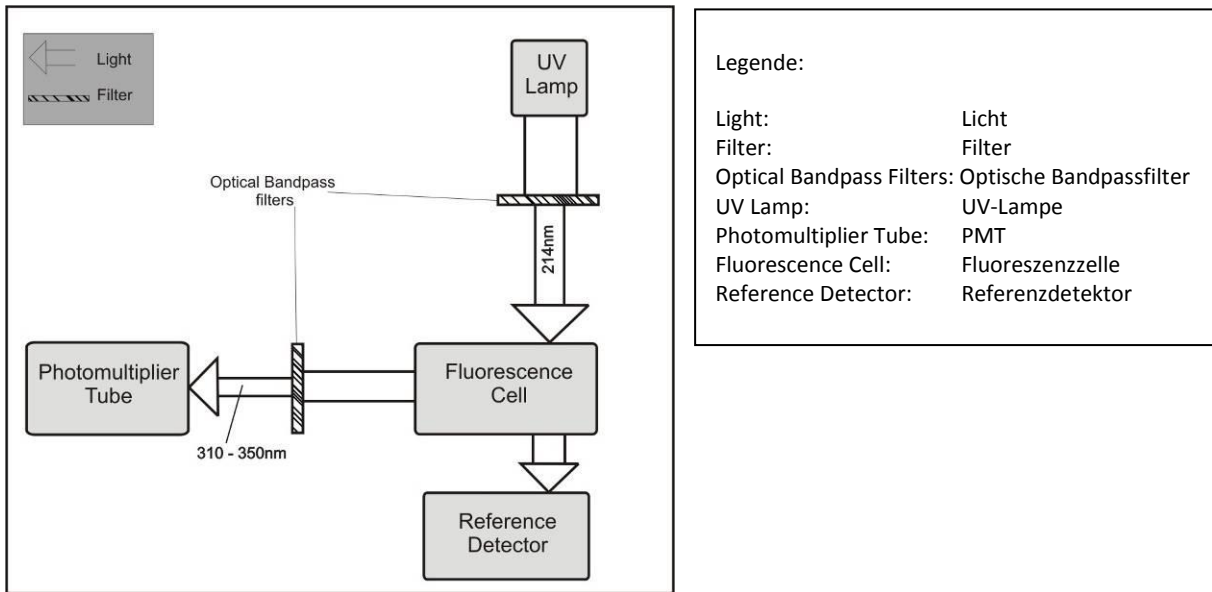 Light
Filter
UV
Lamp
Optical Bandpass
filters
214nm
Photomultiplier
Tube
Fluorescence
Cell
310 - 350nm
Reference
Detector
Legende:
Light: Licht
Filter: Filter
Optical Bandpass Filters: Optische Bandpassfilter
UV Lamp: UV-Lampe
Photomultiplier Tube: PMT
Fluorescence Cell: Fluoreszenzzelle
Reference Detector: Referenzdetektor